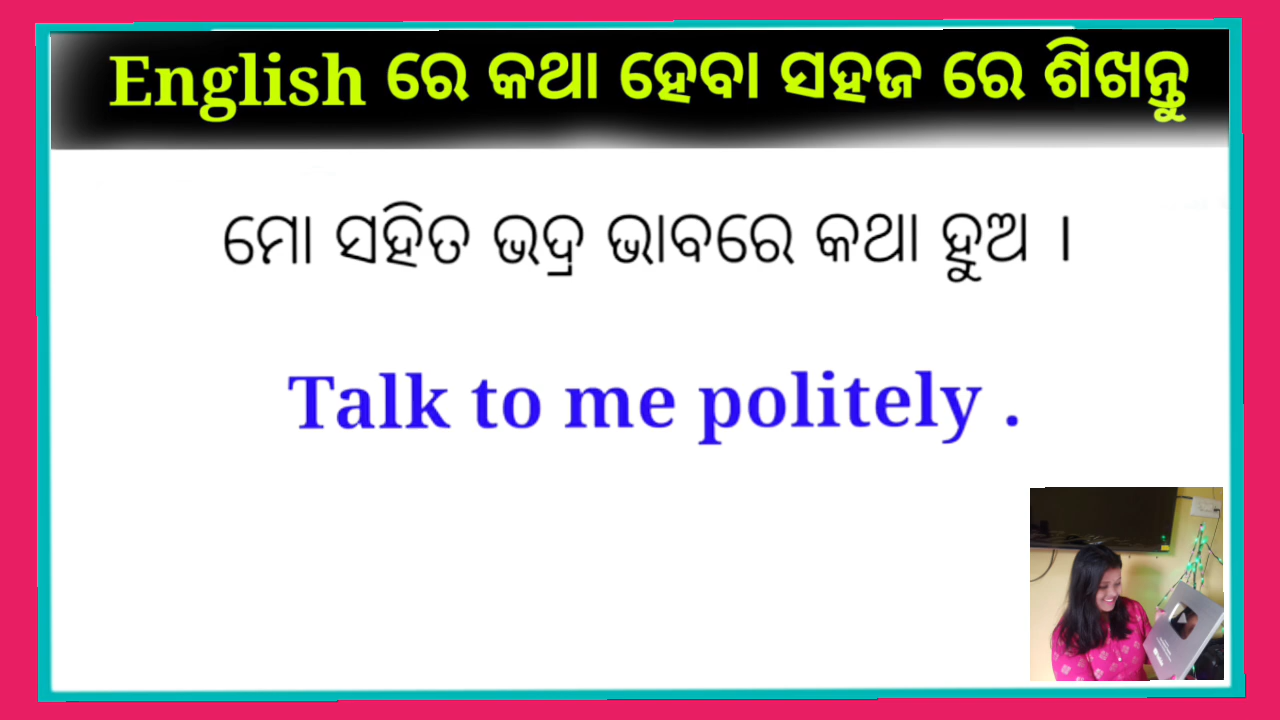 English ରେ କଥା ହେବା ସହଜ ରେ ଶିଖନ୍ତୁ
ମୋ ସହିତ ଭଦ୍ର ଭାବରେ କଥା ହୁଅ ।
Talk to me politely .